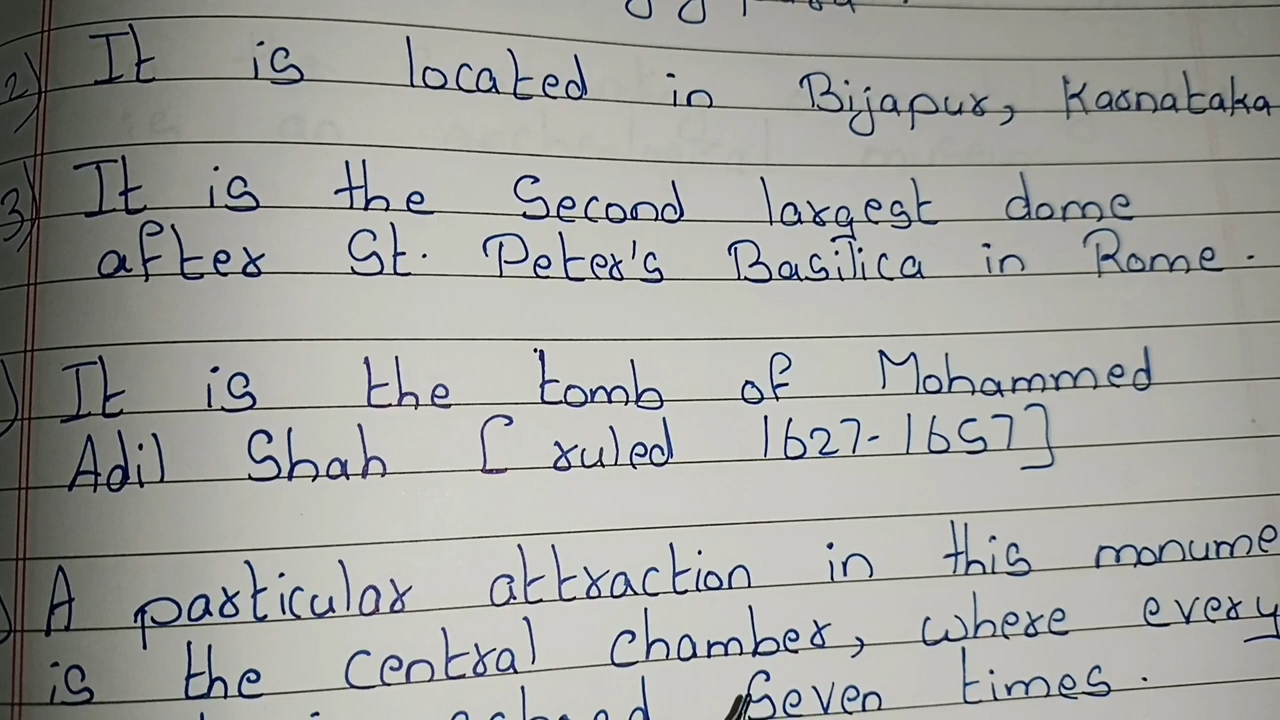 2) It is located in Bijapur, Karnataka
3) It is the Second largest dome
after St. Peter's Basilica in Rome.
) It is the tomb of Mohammed
Adil Shah [ ruled 1627-1657]
) A particular attraction in this monume
is the central chamber, where every
Seven times.